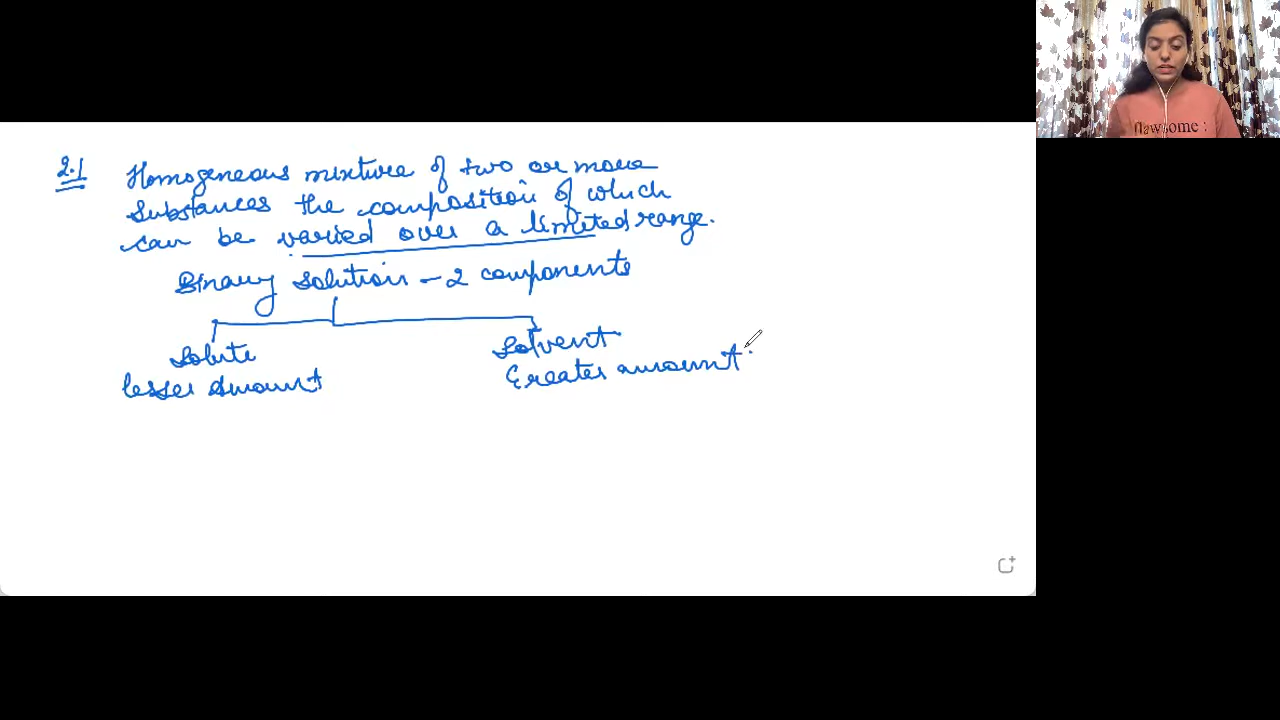 2.1 Homogeneous mixture of two or more
substances the composition of which
can be varied over a limited range.
Binary solution - 2 components
Solute
Solvent
lesser amount
Greater amount.
flawsome :